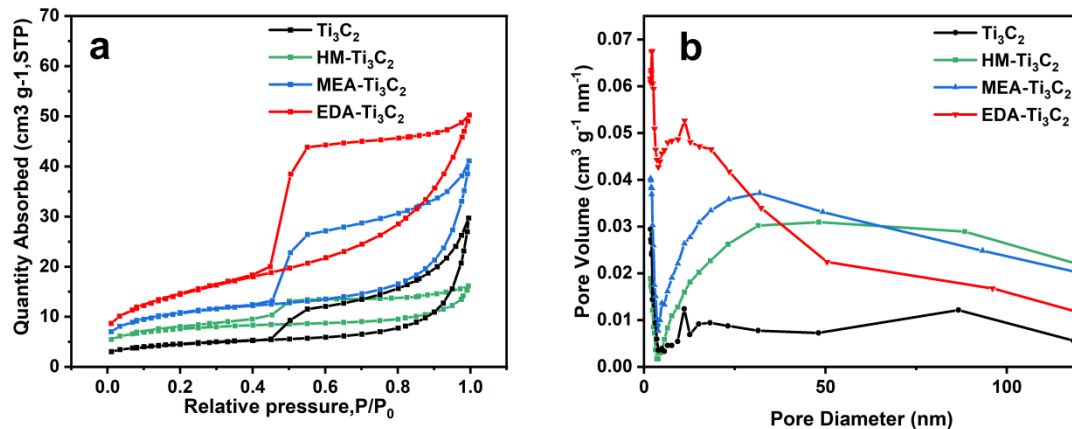 a
Ti₃C₂
HM-Ti₃C₂
MEA-Ti₃C₂
EDA-Ti₃C₂
Quantity Absorbed (cm3 g-1,STP)
70
60
50
40
30
20
10
0
0.0 0.2 0.4 0.6 0.8 1.0
Relative pressure,P/P₀
b
Ti₃C₂
HM-Ti₃C₂
MEA-Ti₃C₂
EDA-Ti₃C₂
Pore Volume (cm³ g⁻¹ nm⁻¹)
0.07
0.06
0.05
0.04
0.03
0.02
0.01
0.00
0 50 100
Pore Diameter (nm)